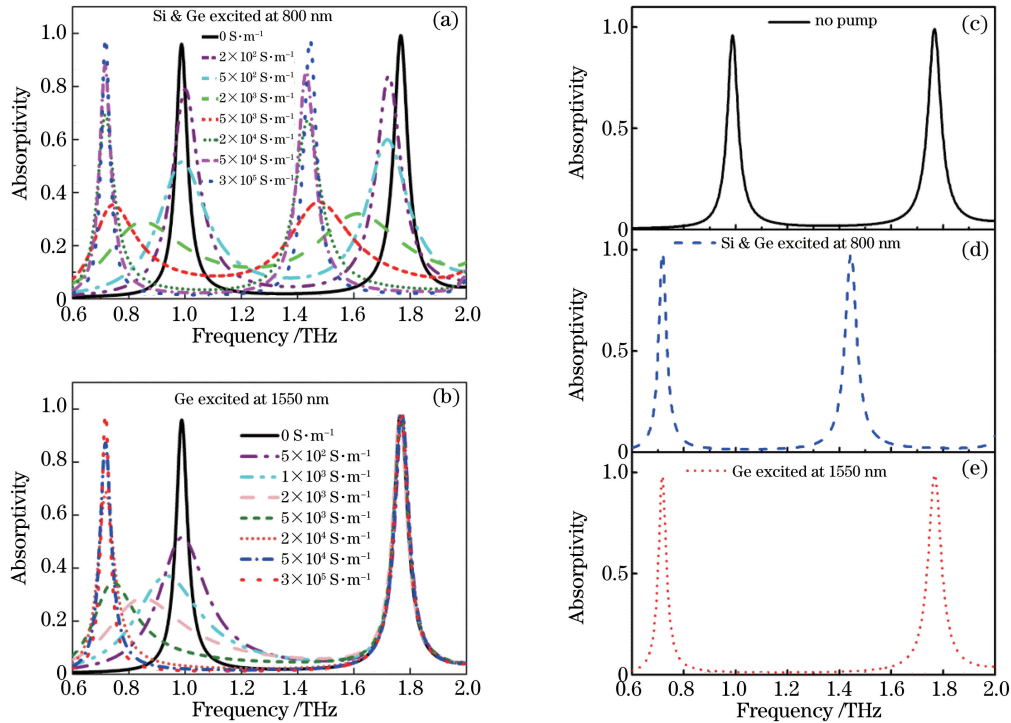 (a)
Si & Ge excited at 800 nm
0 S·m⁻¹
2×10² S·m⁻¹
5×10² S·m⁻¹
2×10³ S·m⁻¹
5×10³ S·m⁻¹
2×10⁴ S·m⁻¹
5×10⁴ S·m⁻¹
3×10⁵ S·m⁻¹
1.0
0.8
0.6
0.4
0.2
0
Absorptivity
0.6 0.8 1.0 1.2 1.4 1.6 1.8 2.0
Frequency /THz
(b)
Ge excited at 1550 nm
0 S·m⁻¹
5×10² S·m⁻¹
1×10³ S·m⁻¹
2×10³ S·m⁻¹
5×10³ S·m⁻¹
2×10⁴ S·m⁻¹
5×10⁴ S·m⁻¹
3×10⁵ S·m⁻¹
1.0
0.8
0.6
0.4
0.2
0
Absorptivity
0.6 0.8 1.0 1.2 1.4 1.6 1.8 2.0
Frequency /THz
(c)
no pump
1.0
0.5
0
Absorptivity
(d)
Si & Ge excited at 800 nm
1.0
0.5
0
Absorptivity
(e)
Ge excited at 1550 nm
1.0
0.5
0
Absorptivity
0.6 0.8 1.0 1.2 1.4 1.6 1.8 2.0
Frequency /THz